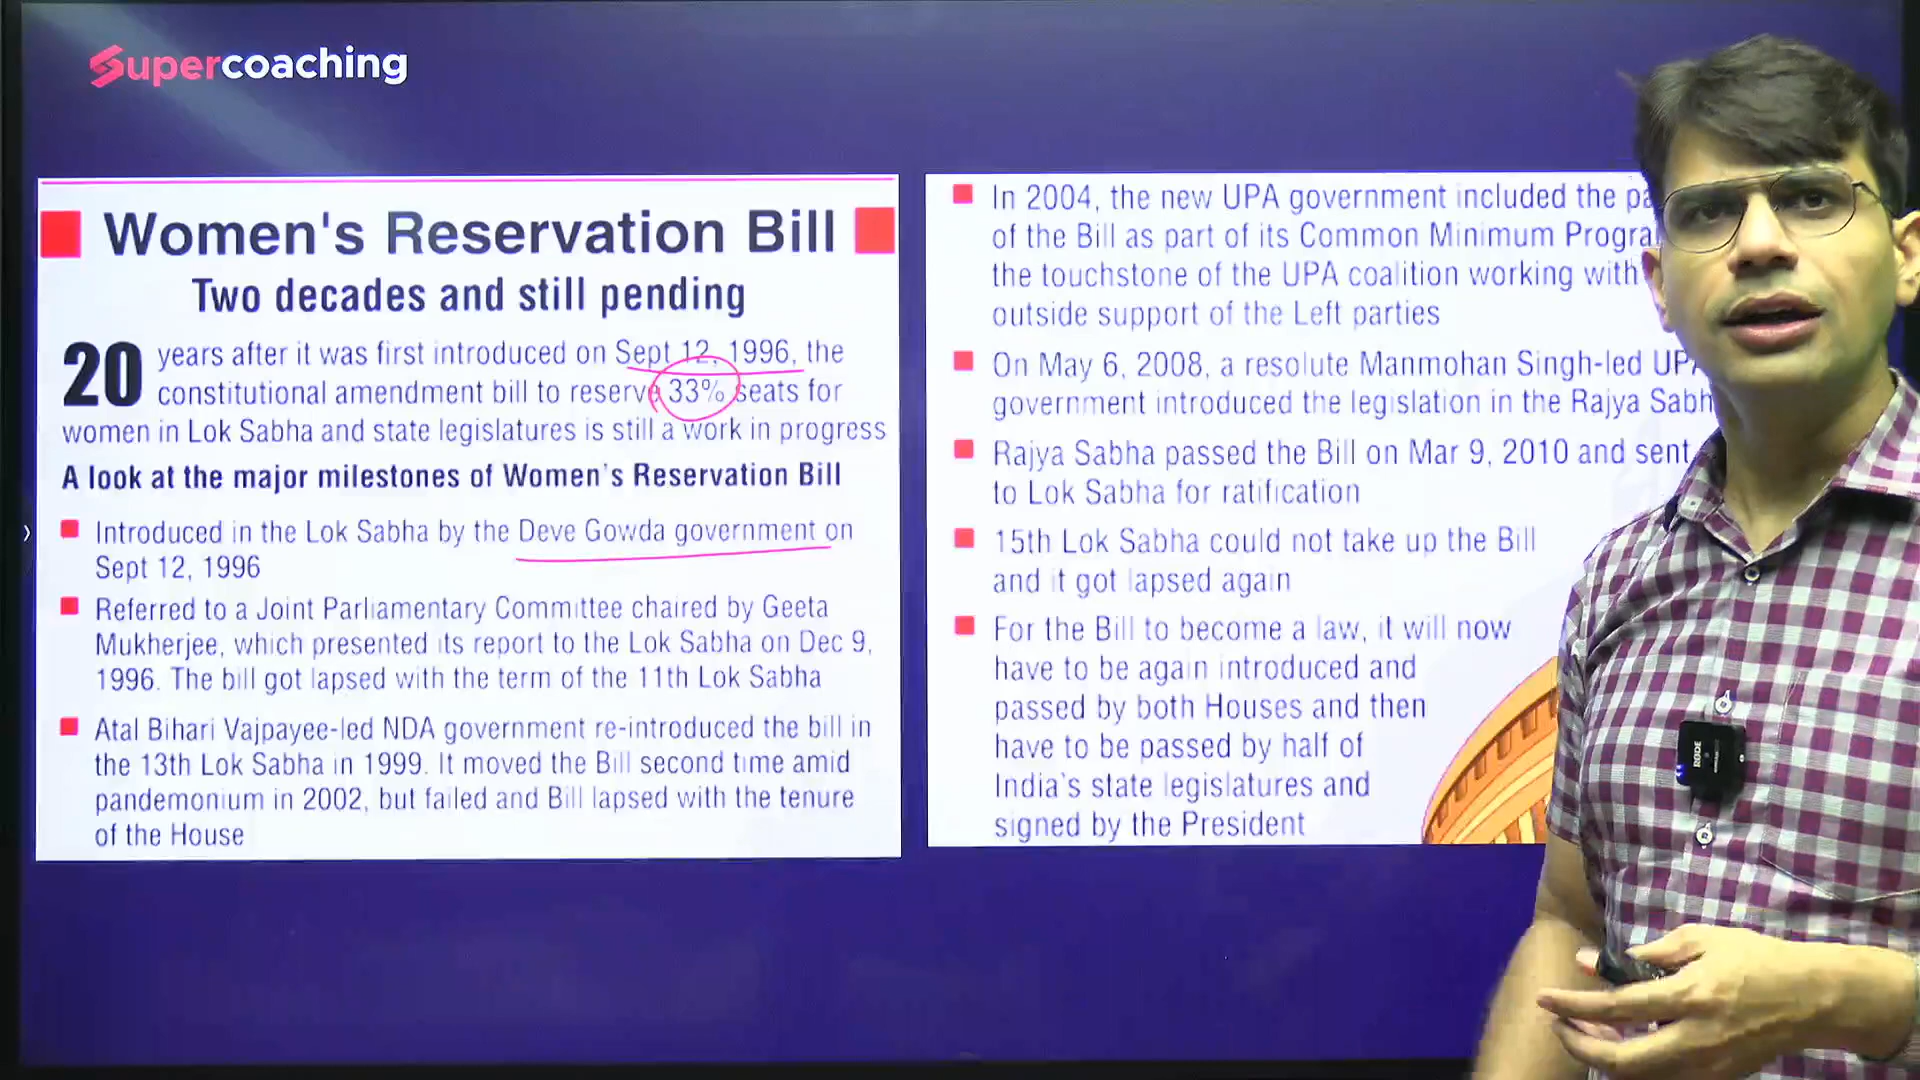 Supercoaching
Women's Reservation Bill
Two decades and still pending
20 years after it was first introduced on Sept 12, 1996, the
constitutional amendment bill to reserve 33% seats for
women in Lok Sabha and state legislatures is still a work in progress
A look at the major milestones of Women's Reservation Bill
Introduced in the Lok Sabha by the Deve Gowda government on
Sept 12, 1996
Referred to a Joint Parliamentary Committee chaired by Geeta
Mukherjee, which presented its report to the Lok Sabha on Dec 9,
1996. The bill got lapsed with the term of the 11th Lok Sabha
Atal Bihari Vajpayee-led NDA government re-introduced the bill in
the 13th Lok Sabha in 1999. It moved the Bill second time amid
pandemonium in 2002, but failed and Bill lapsed with the tenure
of the House
In 2004, the new UPA government included the
of the Bill as part of its Common Minimum
the touchstone of the UPA coalition working with
outside support of the Left parties
On May 6, 2008, a resolute Manmohan Singh-led
government introduced the legislation in the Rajya
Rajya Sabha passed the Bill on Mar 9, 2010 and sent
to Lok Sabha for ratification
15th Lok Sabha could not take up the Bill
and it got lapsed again
For the Bill to become a law, it will now
have to be again introduced and
passed by both Houses and then
have to be passed by half of
India's state legislatures and
signed by the President
RODE